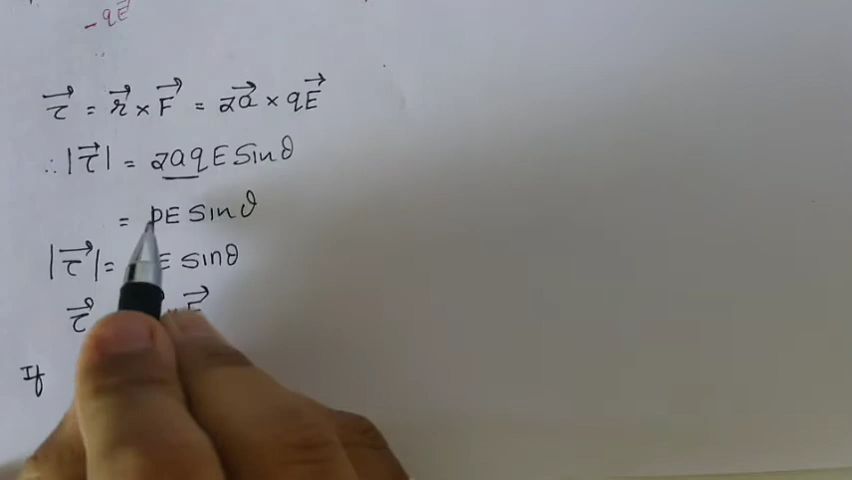 -qE⃗
τ⃗ = r⃗ × F⃗ = 2a⃗ × qE⃗
∴ |τ⃗| = 2aqE Sinθ
= pE Sinθ
|τ⃗| = E sinθ
τ⃗ × E⃗
If